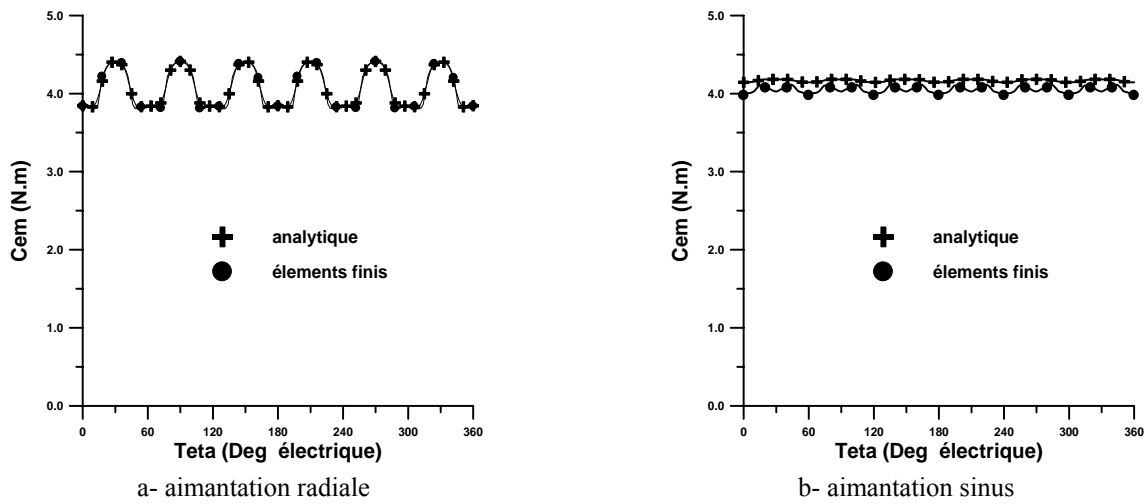 5.0
4.0
3.0
2.0
1.0
0.0
Cem (N.m)
analytique
élements finis
0 60 120 180 240 300 360
Teta (Deg électrique)
a- aimantation radiale
5.0
4.0
3.0
2.0
1.0
0.0
Cem (N.m)
analytique
élements finis
0 60 120 180 240 300 360
Teta (Deg électrique)
b- aimantation sinus